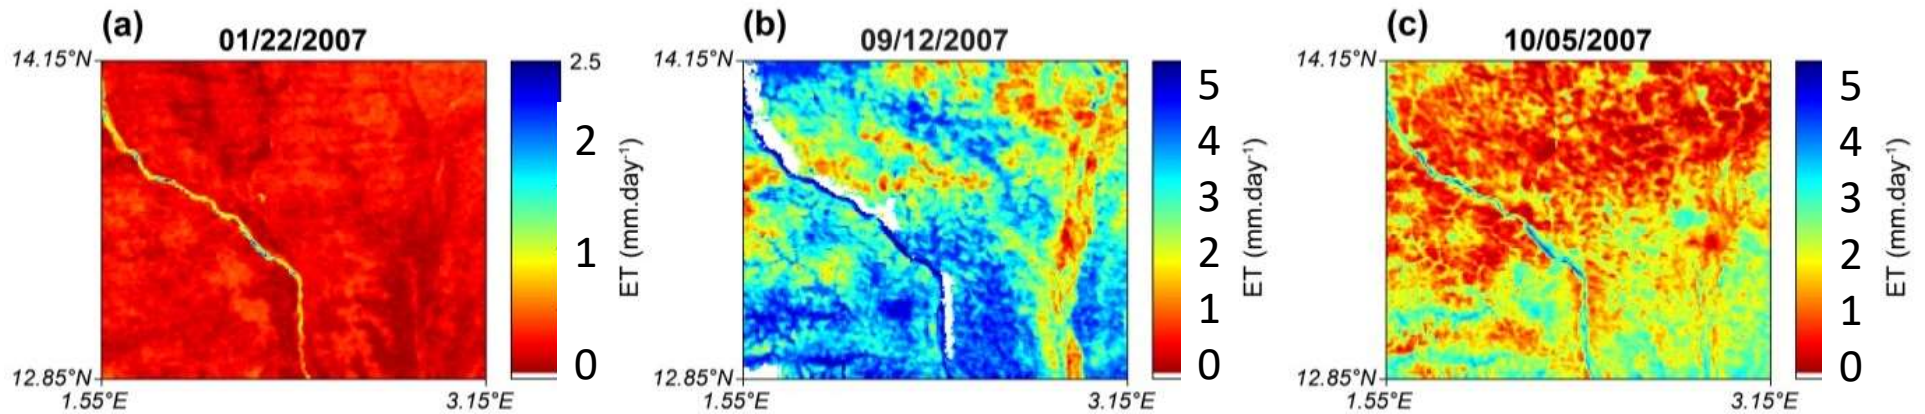 (a)
01/22/2007
14.15°N
12.85°N
1.55°E
3.15°E
2.5
2
1
0
ET (mm.day-1)
(b)
09/12/2007
14.15°N
12.85°N
1.55°E
3.15°E
5
4
3
2
1
0
ET (mm.day-1)
(c)
10/05/2007
14.15°N
12.85°N
1.55°E
3.15°E
5
4
3
2
1
0
ET (mm.day-1)